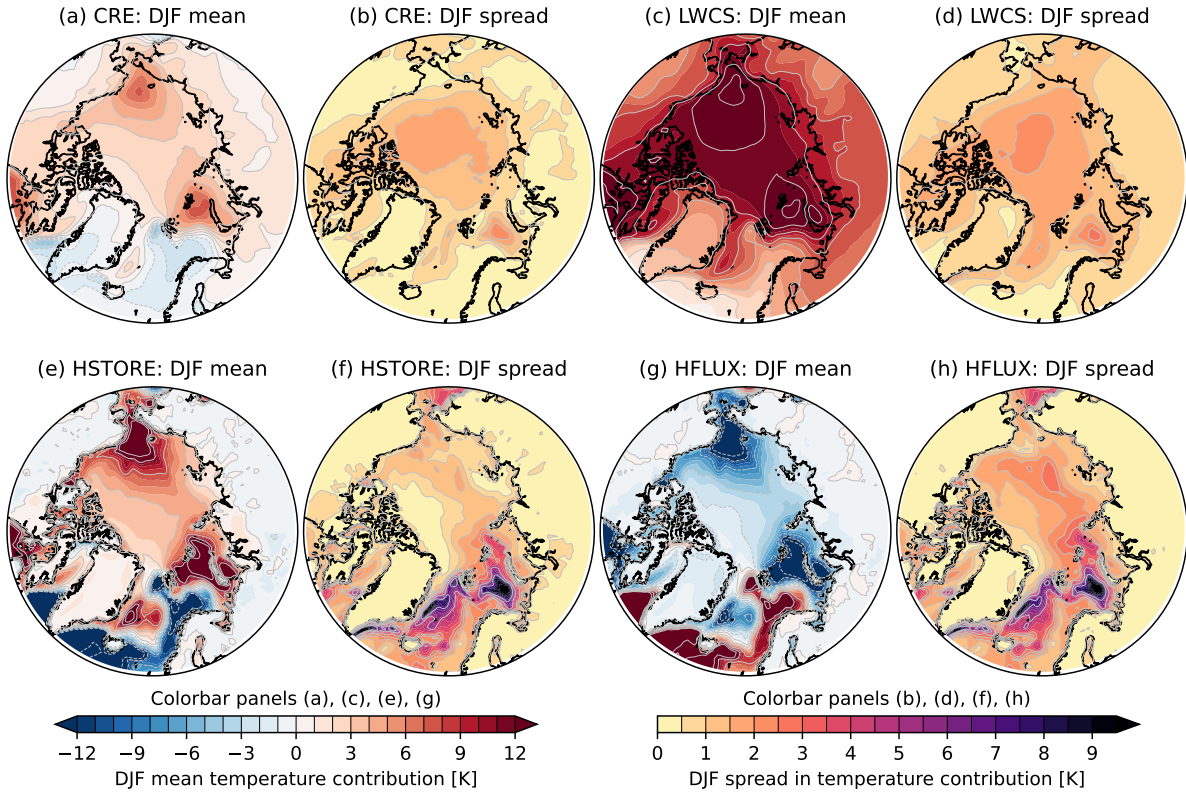 (a) CRE: DJF mean
(b) CRE: DJF spread
(c) LWCS: DJF mean
(d) LWCS: DJF spread
(e) HSTORE: DJF mean
(f) HSTORE: DJF spread
(g) HFLUX: DJF mean
(h) HFLUX: DJF spread
Colorbar panels (a), (c), (e), (g)
−12 −9 −6 −3 0 3 6 9 12
DJF mean temperature contribution [K]
Colorbar panels (b), (d), (f), (h)
0 1 2 3 4 5 6 7 8 9
DJF spread in temperature contribution [K]